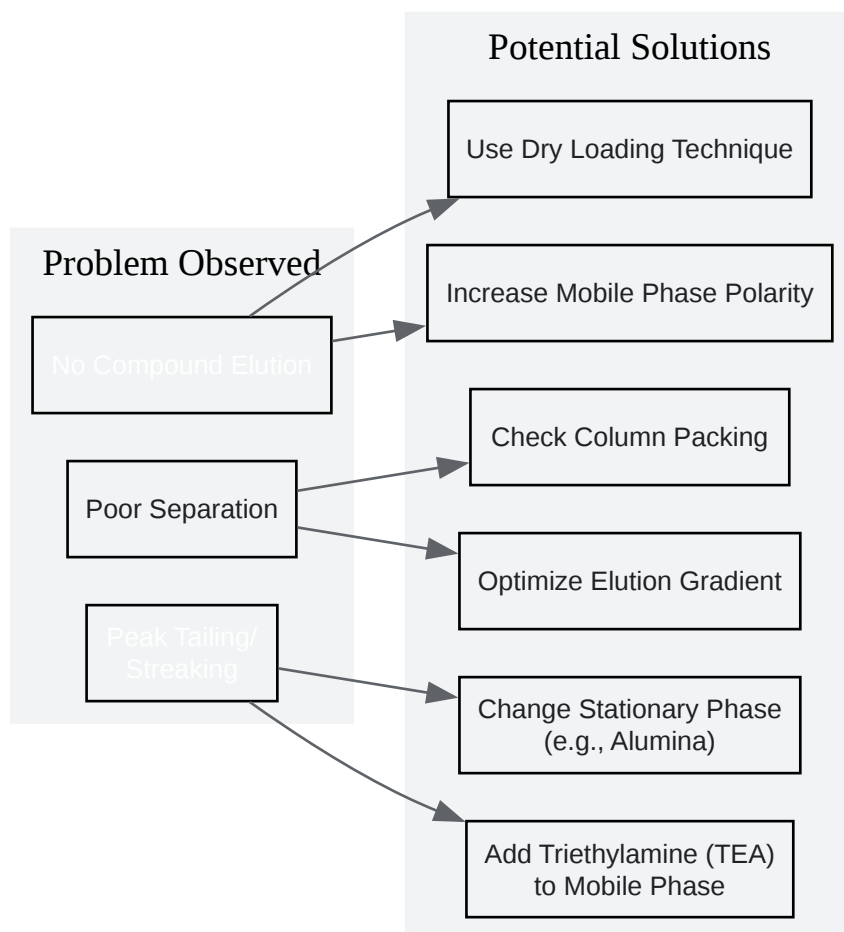 Potential Solutions
Use Dry Loading Technique
Problem Observed
Increase Mobile Phase Polarity
No Compound Elution
Check Column Packing
Poor Separation
Optimize Elution Gradient
Peak Tailing/
Streaking
Change Stationary Phase
(e.g., Alumina)
Add Triethylamine (TEA)
to Mobile Phase